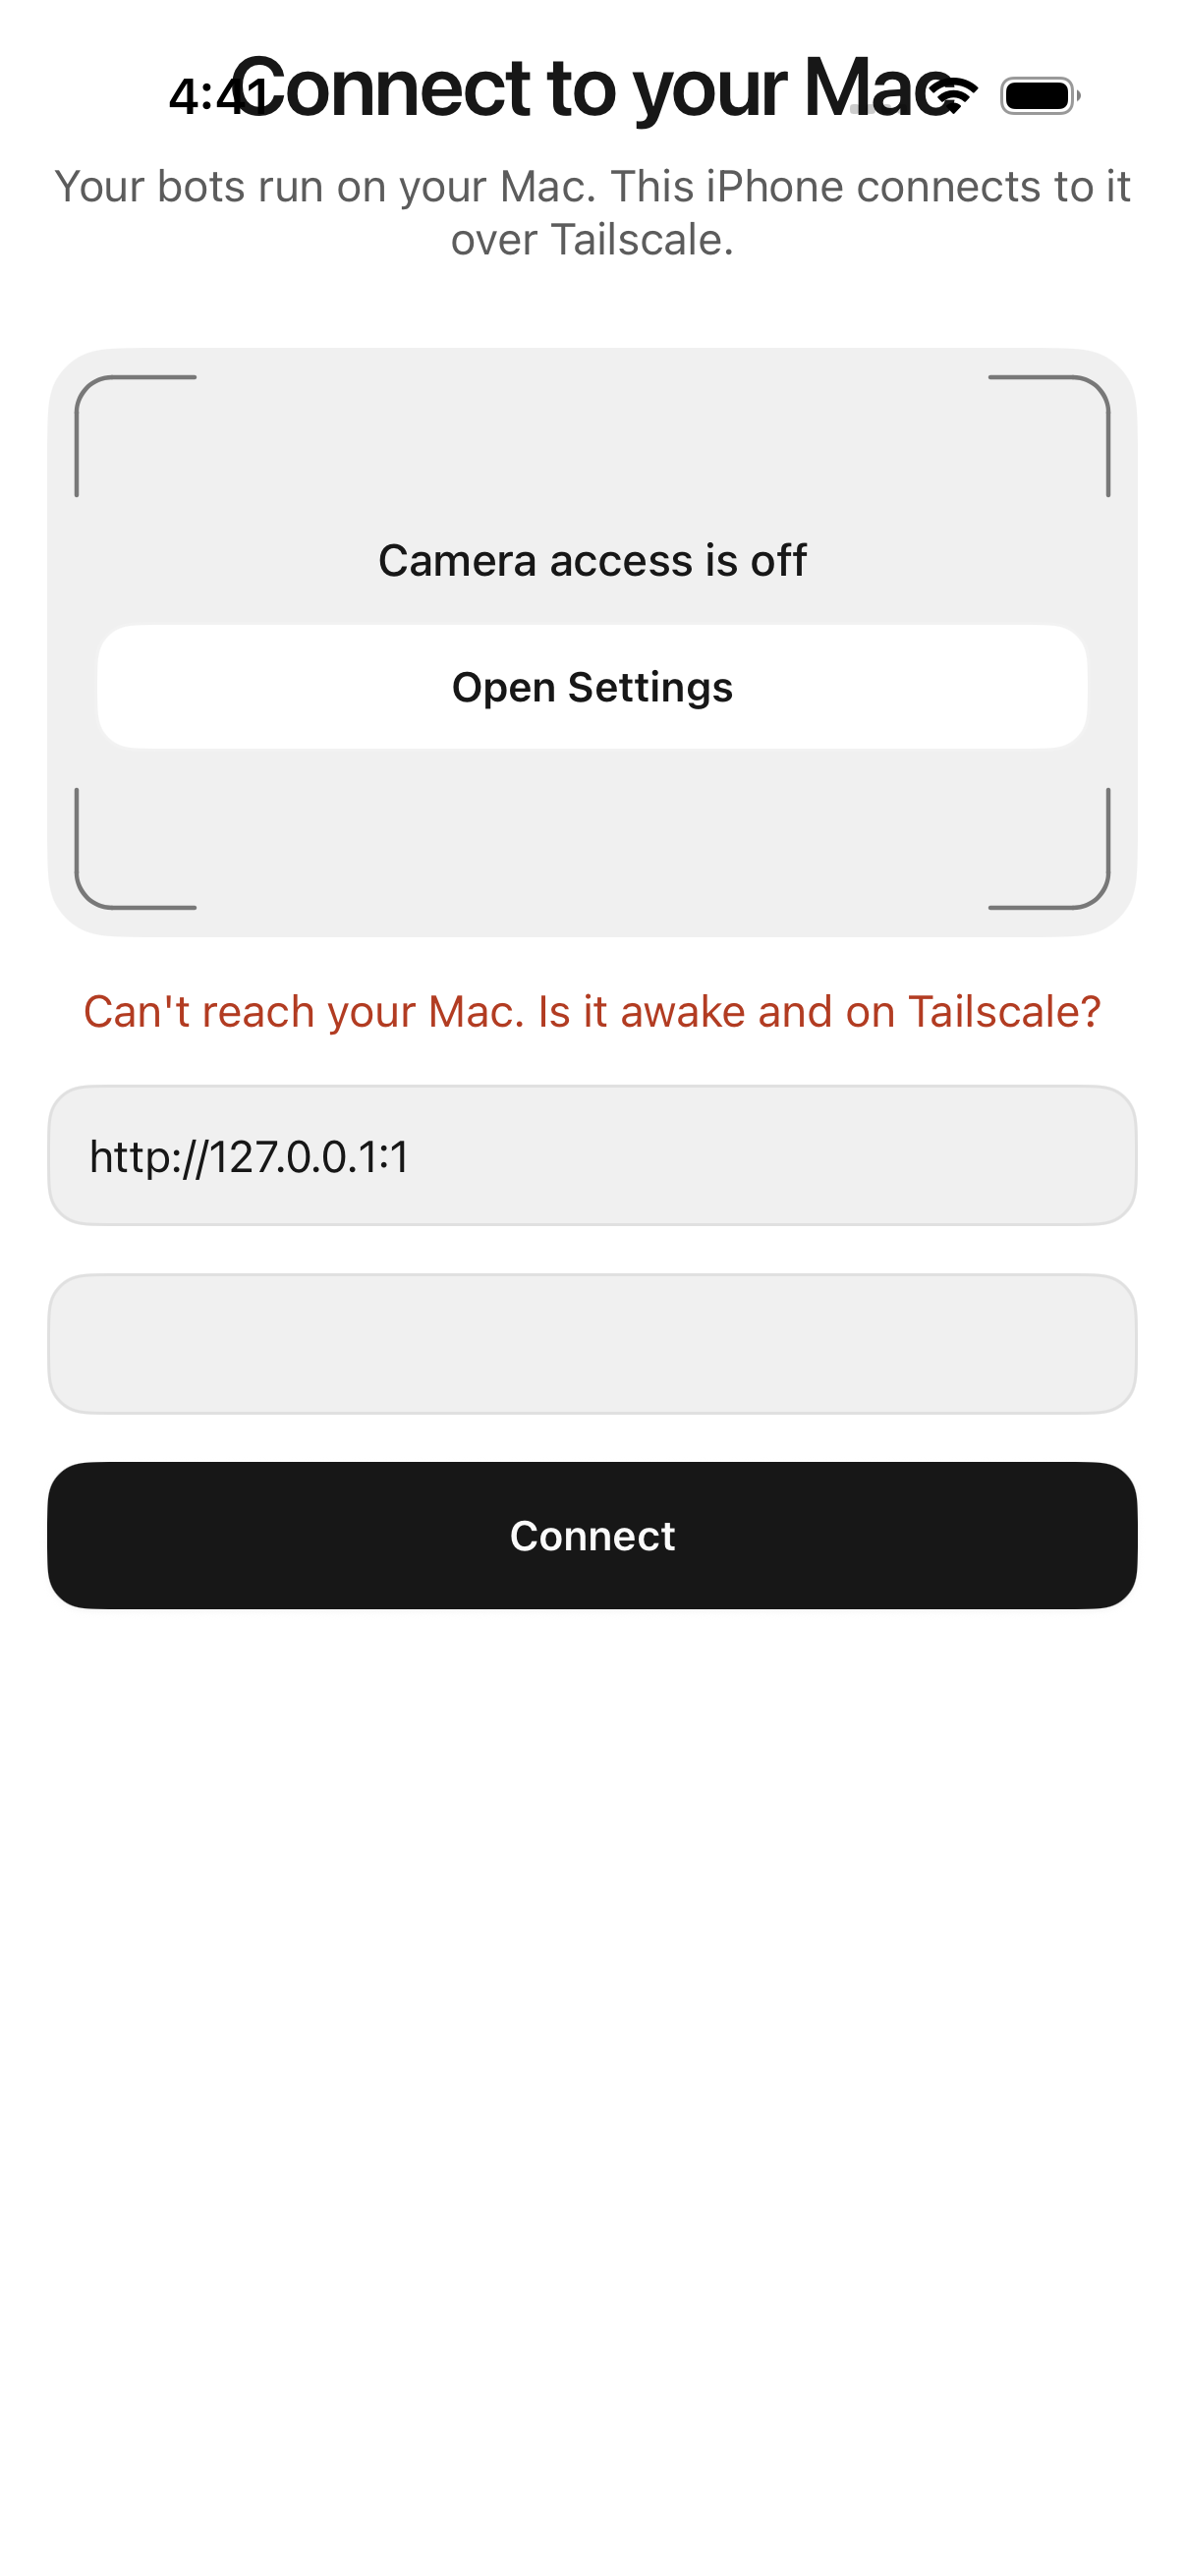 4:41
Connect to your Mac
Your bots run on your Mac. This iPhone connects to it
over Tailscale.
Camera access is off
Open Settings
Can't reach your Mac. Is it awake and on Tailscale?
http://127.0.0.1:1
Connect